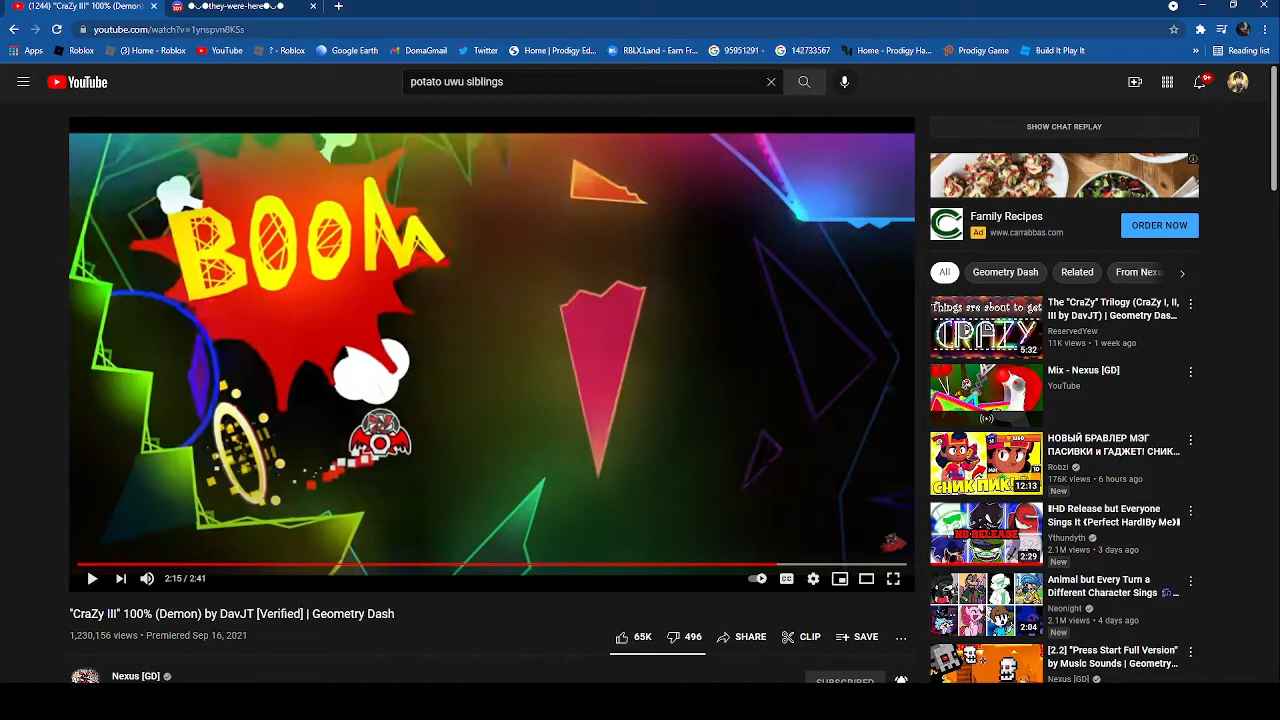 (1244) "CraZy III" 100% (Demon)
●⌣●they-were-here●⌣●
youtube.com/watch?v=1ynspvn8KSs
Apps
Roblox
(3) Home - Roblox
YouTube
? - Roblox
Google Earth
DomaGmail
Twitter
Home | Prodigy Ed...
RBLX.Land - Earn Fr...
95951291 -
142733567
Home - Prodigy Ha...
Prodigy Game
Build It Play It
»
Reading list
YouTube
potato uwu siblings
9+
BOOM
SHOW CHAT REPLAY
Family Recipes
Ad www.carrabbas.com
ORDER NOW
All
Geometry Dash
Related
From Nexu
Things are about to get
CRAZY
5:32
The "CraZy" Trilogy (CraZy I, II,
III by DavJT) | Geometry Das...
ReservedYew
11K views • 1 week ago
Mix - Nexus [GD]
YouTube
СНИК ПИК!
12:13
НОВЫЙ БРАВЛЕР МЭГ
ПАСИВКИ и ГАДЖЕТ! СНИК...
Robzi
176K views • 6 hours ago
New
HD RELEASE
2:29
HD Release but Everyone
Sings It (Perfect Hard|By Me)
Ythundyth
2.1M views • 3 days ago
New
2:04
Animal but Every Turn a
Different Character Sings
Neonight
2.1M views • 4 days ago
New
[2.2] "Press Start Full Version"
by Music Sounds | Geometry...
Nexus [GD]
2:15 / 2:41
CC
"CraZy III" 100% (Demon) by DavJT [Verified] | Geometry Dash
1,230,156 views • Premiered Sep 16, 2021
65K
496
SHARE
CLIP
SAVE
Nexus [GD]
SUBSCRIBED